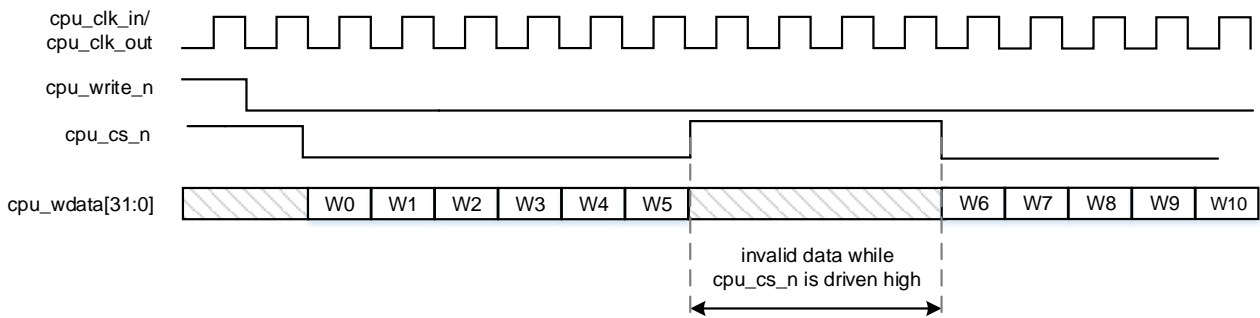 cpu_clk_in/
cpu_clk_out
cpu_write_n
cpu_cs_n
cpu_wdata[31:0] W0 W1 W2 W3 W4 W5 W6 W7 W8 W9 W10
invalid data while
cpu_cs_n is driven high